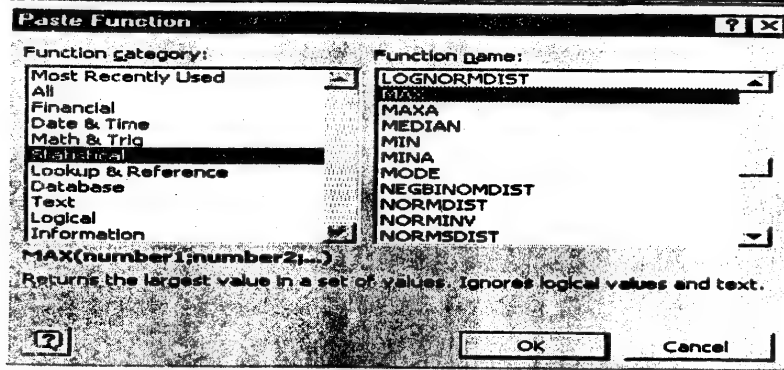 Paste Function
Function category:
Most Recently Used
All
Financial
Date & Time
Math & Trig
Statistical
Lookup & Reference
Database
Text
Logical
Information
Function name:
LOGNORMDIST
MAX
MAXA
MEDIAN
MIN
MINA
MODE
NEGBINOMDIST
NORMDIST
NORMINV
NORMSDIST
MAX(number1;number2;...)
Returns the largest value in a set of values. Ignores logical values and text.
OK
Cancel